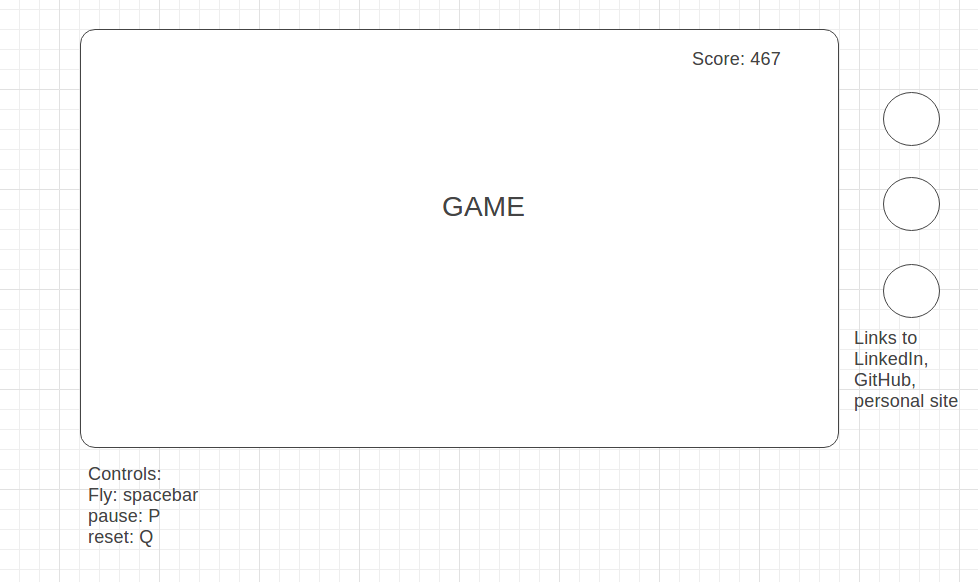 Score: 467
GAME
Links to
LinkedIn,
GitHub,
personal site
Controls:
Fly: spacebar
pause: P
reset: Q